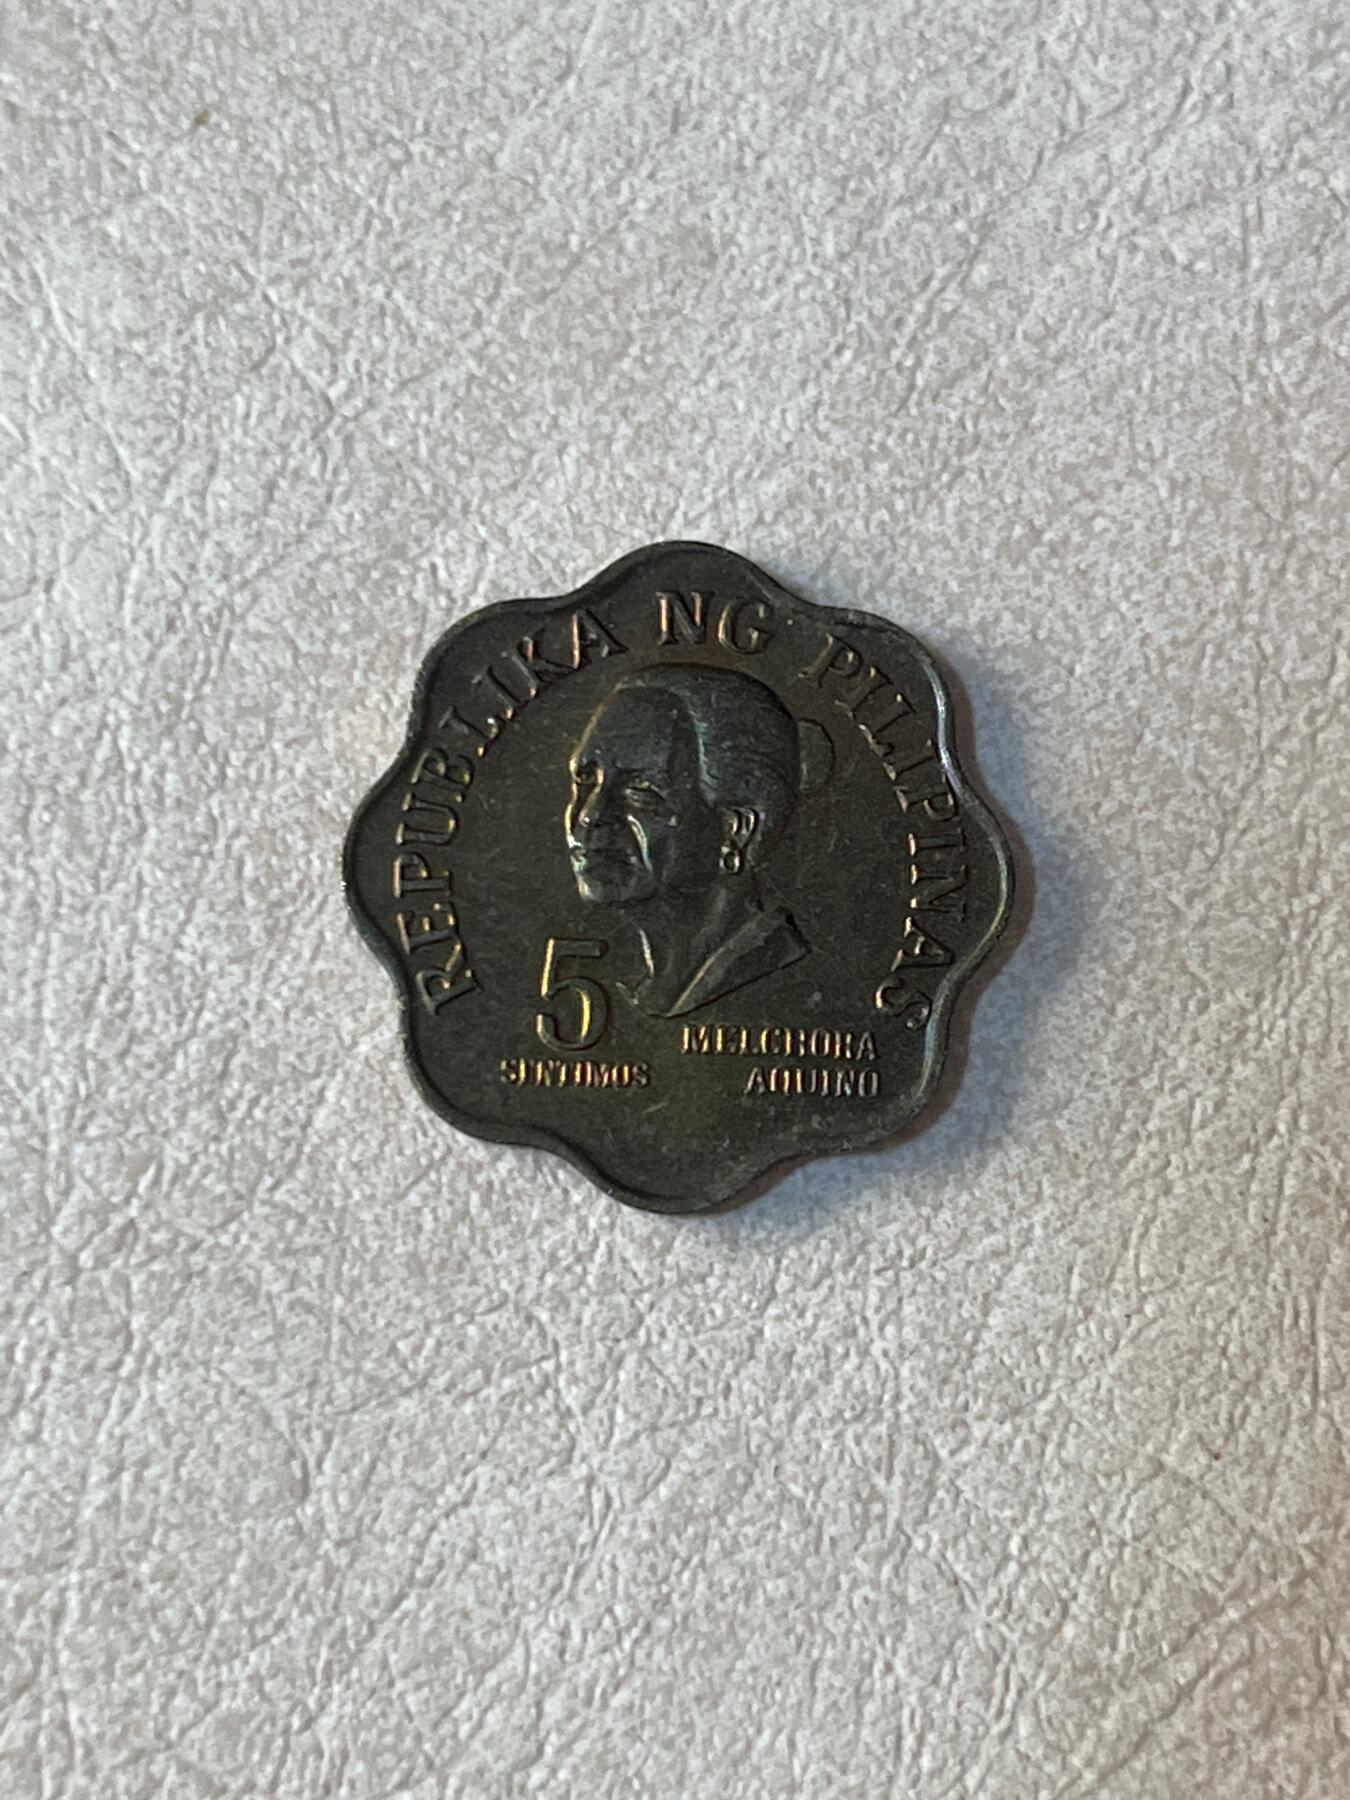 REPUBLIKA NG PILIPINAS
5
SENTIMOS
MELCHORA
AQUINO